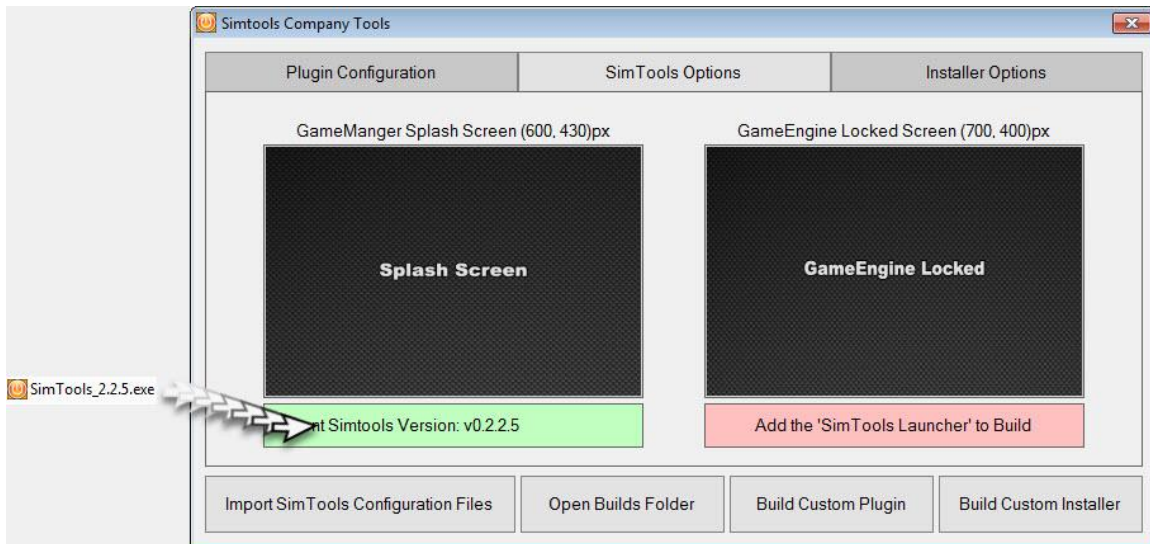 Simtools Company Tools
Plugin Configuration
SimTools Options
Installer Options
GameManger Splash Screen (600, 430)px
GameEngine Locked Screen (700, 400)px
Splash Screen
GameEngine Locked
SimTools_2.2.5.exe
Simtools Version: v0.2.2.5
Add the 'SimTools Launcher' to Build
Import SimTools Configuration Files
Open Builds Folder
Build Custom Plugin
Build Custom Installer